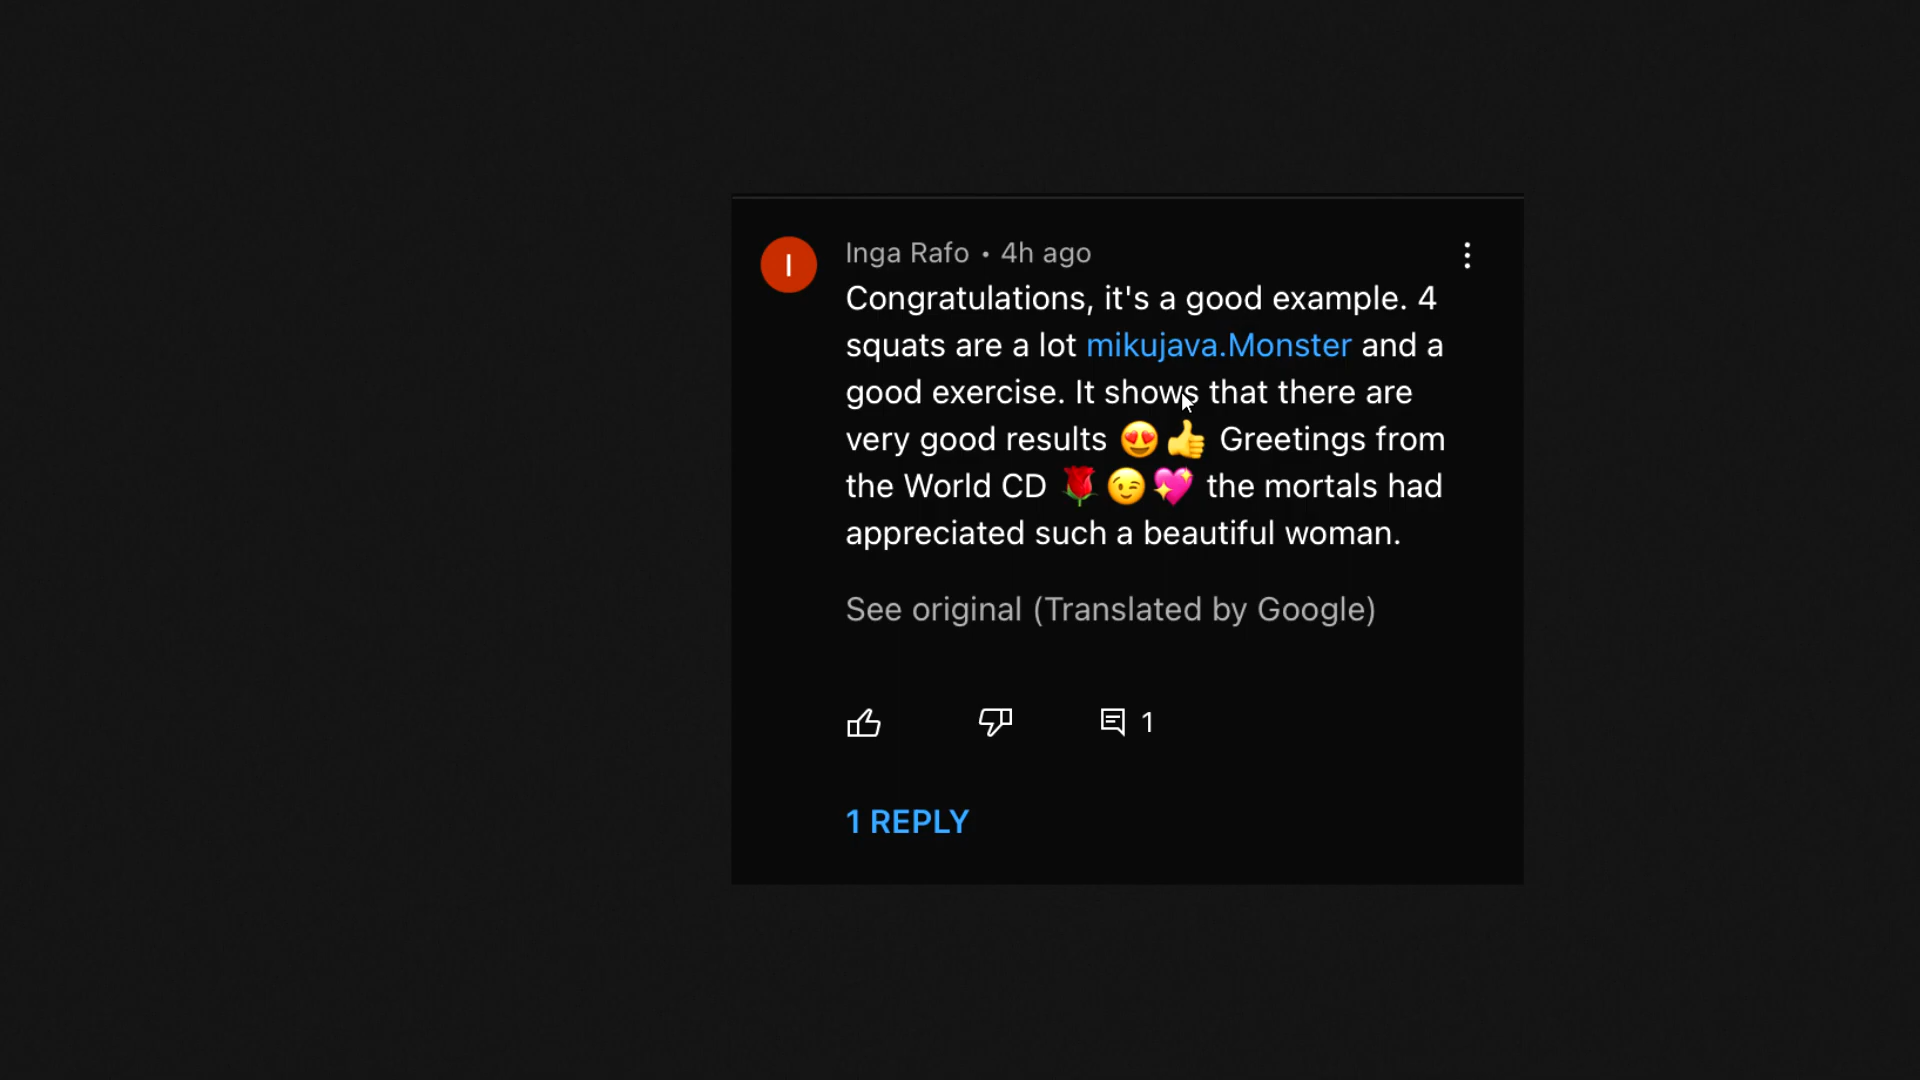 I
Inga Rafo • 4h ago
Congratulations, it's a good example. 4
squats are a lot mikujava.Monster and a
good exercise. It shows that there are
very good results 😍👍 Greetings from
the World CD 🌹😉💖 the mortals had
appreciated such a beautiful woman.
See original (Translated by Google)
1
1 REPLY